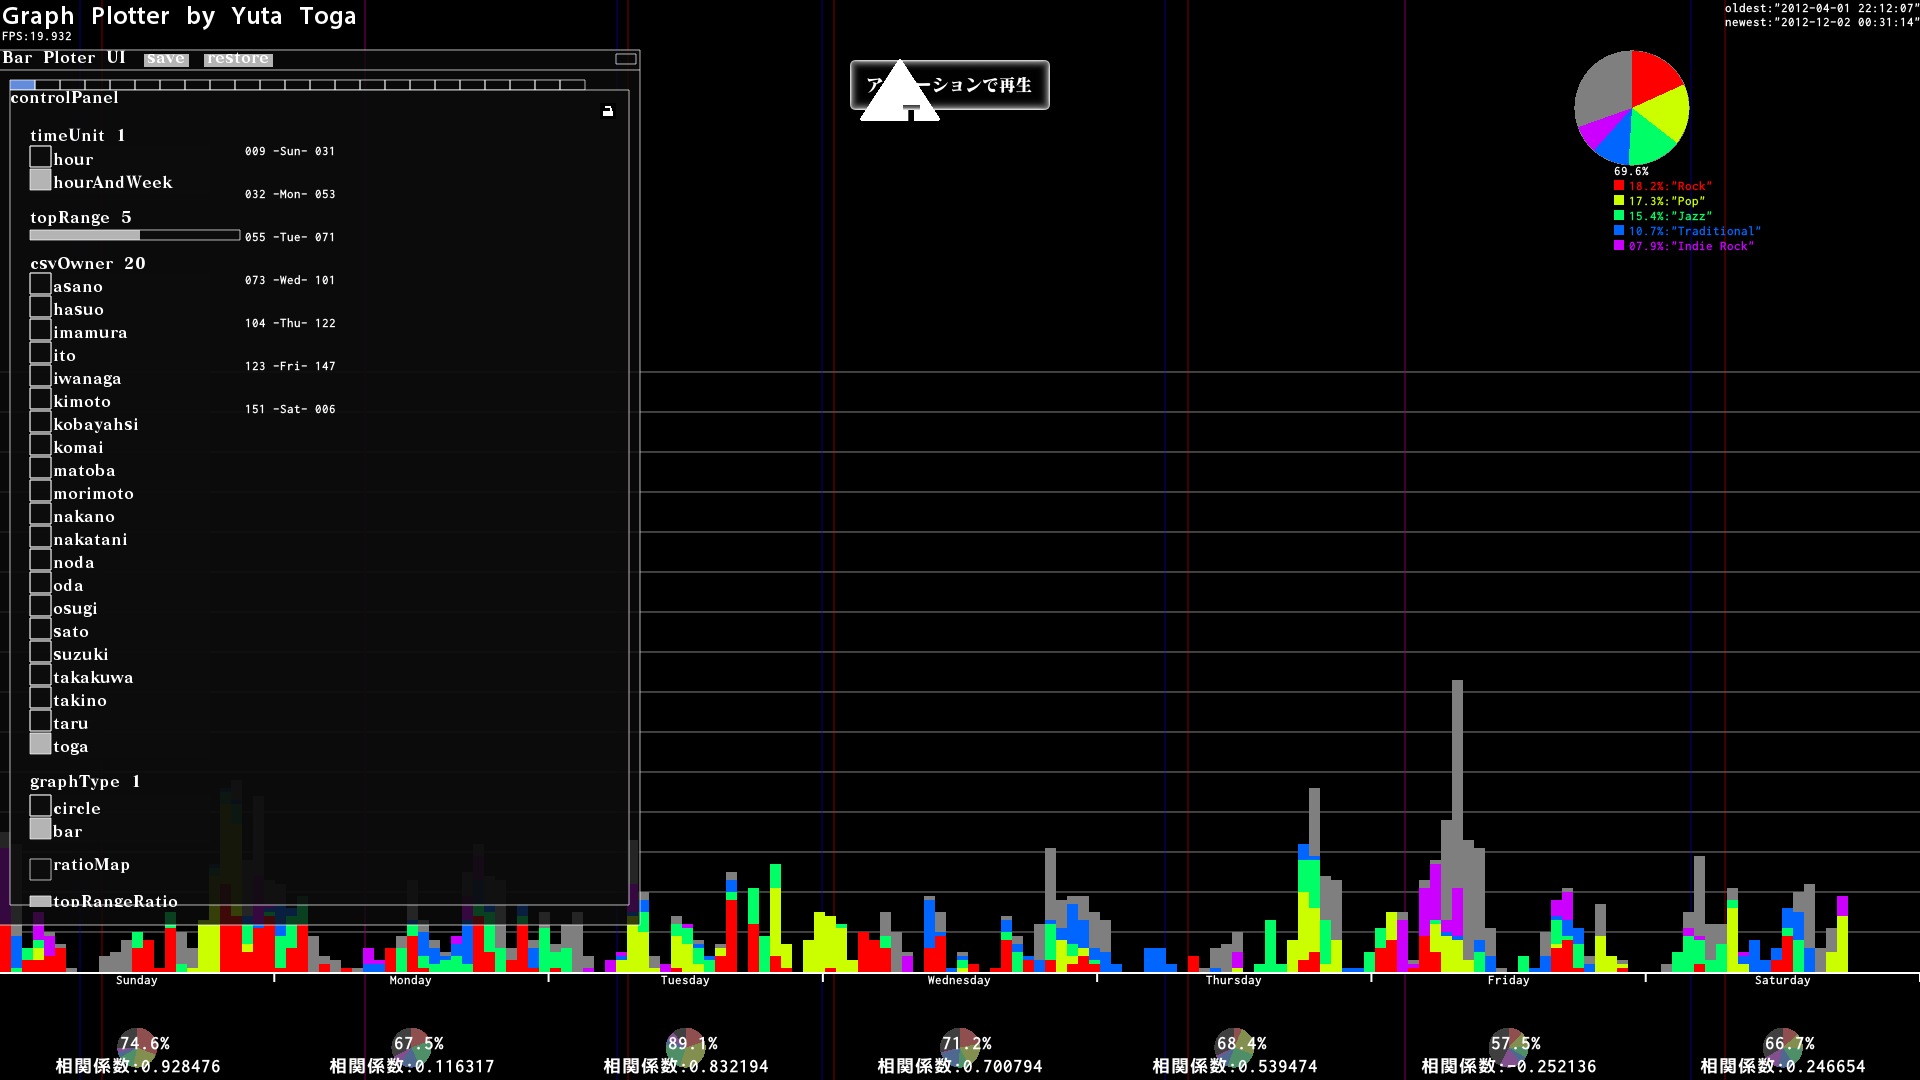 Graph Plotter by Yuta Toga
FPS:19.932
oldest:"2012-04-01 22:12:07"
newest:"2012-12-02 00:31:14"
Bar Ploter UI save restore
controlPanel
timeUnit 1
hour
hourAndWeek
topRange 5
csvOwner 20
asano
hasuo
imamura
ito
iwanaga
kimoto
kobayahsi
komai
matoba
morimoto
nakano
nakatani
noda
oda
osugi
sato
suzuki
takakuwa
takino
taru
toga
graphType 1
circle
bar
ratioMap
topRangeRatio
009 -Sun- 031
032 -Mon- 053
055 -Tue- 071
073 -Wed- 101
104 -Thu- 122
123 -Fri- 147
151 -Sat- 006
ションで再生
69.6%
18.2%:"Rock"
17.3%:"Pop"
15.4%:"Jazz"
10.7%:"Traditional"
07.9%:"Indie Rock"
Sunday Monday Tuesday Wednesday Thursday Friday Saturday
74.6% 67.5% 89.1% 71.2% 68.4% 57.5% 66.7%
相関係数:0.928476 相関係数:0.116317 相関係数:0.832194 相関係数:0.700794 相関係数:0.539474 相関係数:-0.252136 相関係数:0.246654